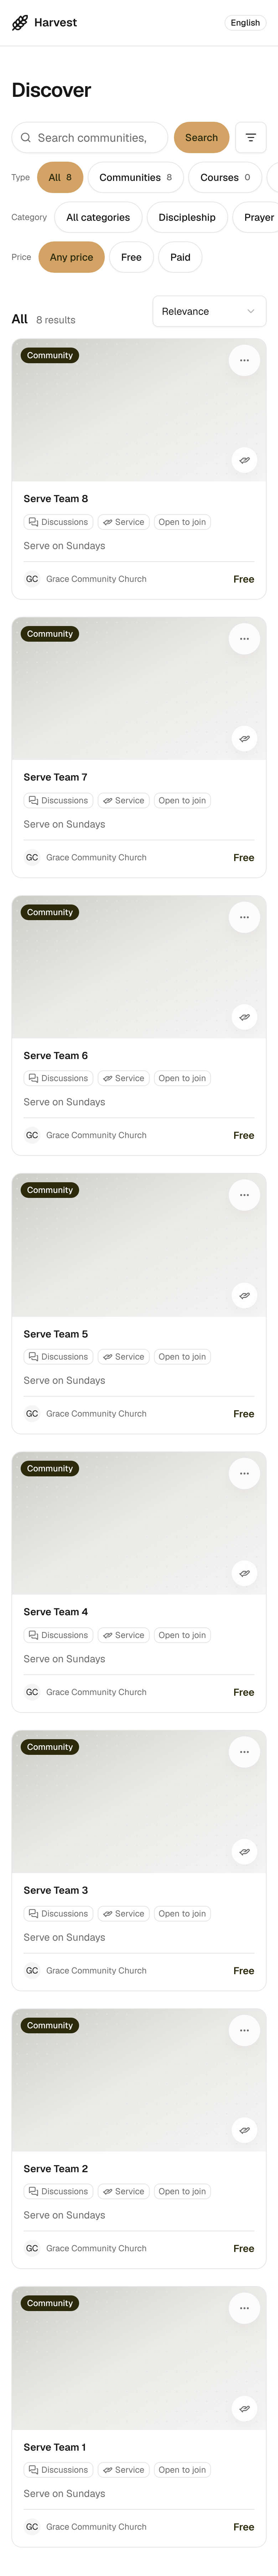 Harvest
English
Discover
Search communities,
Search
Type
All 8
Communities 8
Courses 0
Category
All categories
Discipleship
Prayer
Price
Any price
Free
Paid
All 8 results
Relevance
Community
Serve Team 8
Discussions
Service
Open to join
Serve on Sundays
GC Grace Community Church
Free
Community
Serve Team 7
Discussions
Service
Open to join
Serve on Sundays
GC Grace Community Church
Free
Community
Serve Team 6
Discussions
Service
Open to join
Serve on Sundays
GC Grace Community Church
Free
Community
Serve Team 5
Discussions
Service
Open to join
Serve on Sundays
GC Grace Community Church
Free
Community
Serve Team 4
Discussions
Service
Open to join
Serve on Sundays
GC Grace Community Church
Free
Community
Serve Team 3
Discussions
Service
Open to join
Serve on Sundays
GC Grace Community Church
Free
Community
Serve Team 2
Discussions
Service
Open to join
Serve on Sundays
GC Grace Community Church
Free
Community
Serve Team 1
Discussions
Service
Open to join
Serve on Sundays
GC Grace Community Church
Free